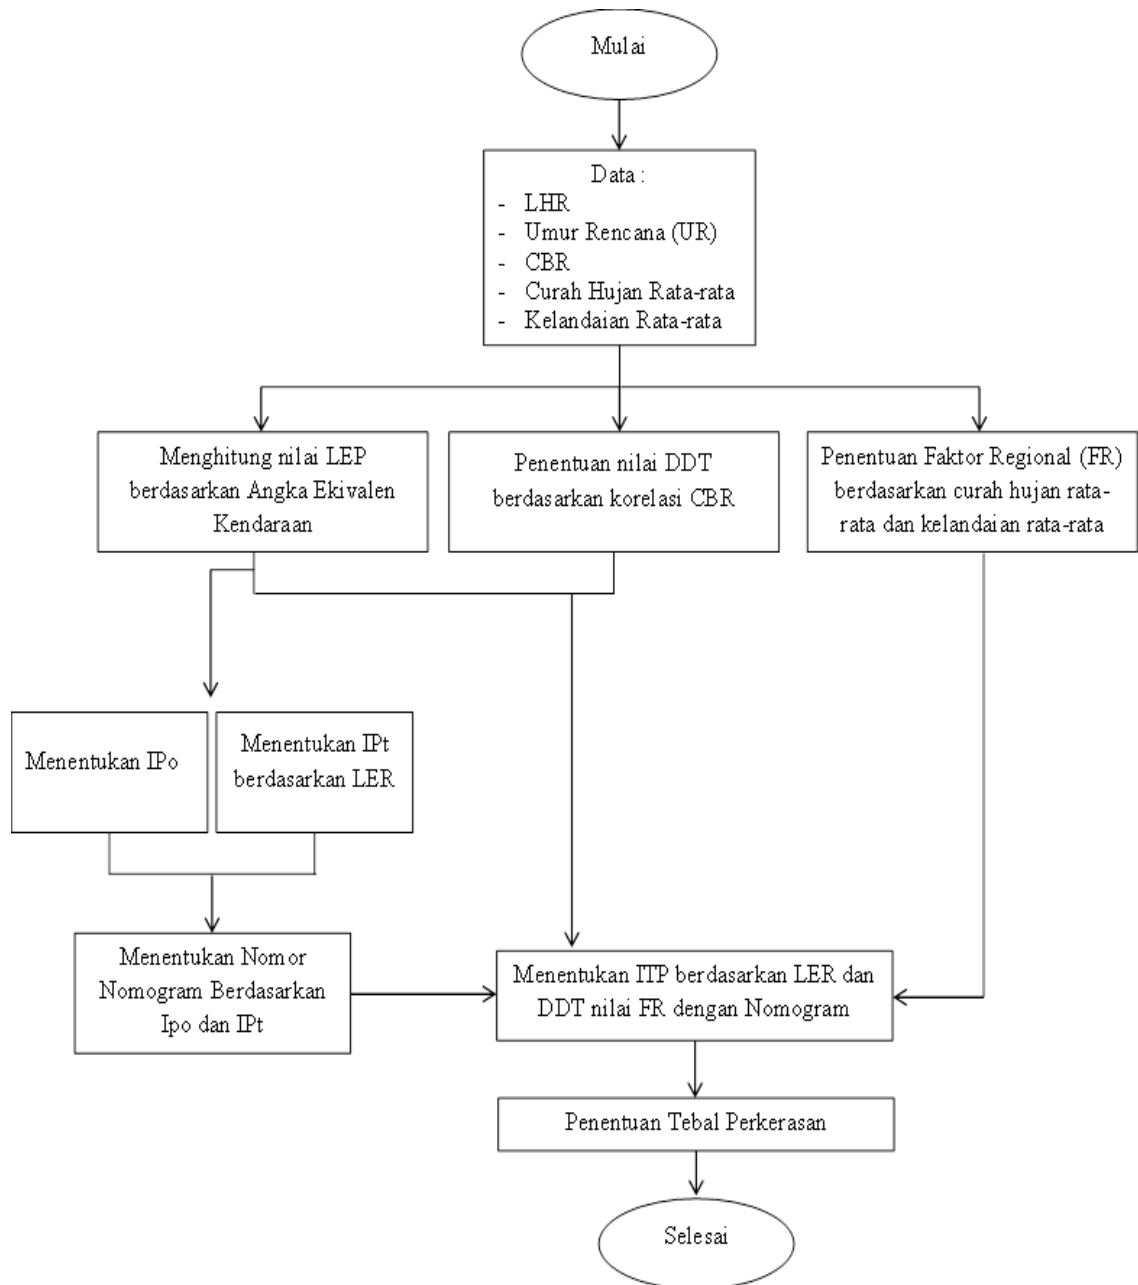 Mulai
Data :
- LHR
- Umur Rencana (UR)
- CBR
- Curah Hujan Rata-rata
- Kelandaian Rata-rata
Menghitung nilai LEP
berdasarkan Angka Ekivalen
Kendaraan
Penentuan nilai DDT
berdasarkan korelasi CBR
Penentuan Faktor Regional (FR)
berdasarkan curah hujan rata-
rata dan kelandaian rata-rata
Menentukan IPo
Menentukan IPt
berdasarkan LER
Menentukan Nomor
Nomogram Berdasarkan
Ipo dan IPt
Menentukan ITP berdasarkan LER dan
DDT nilai FR dengan Nomogram
Penentuan Tebal Perkerasan
Selesai